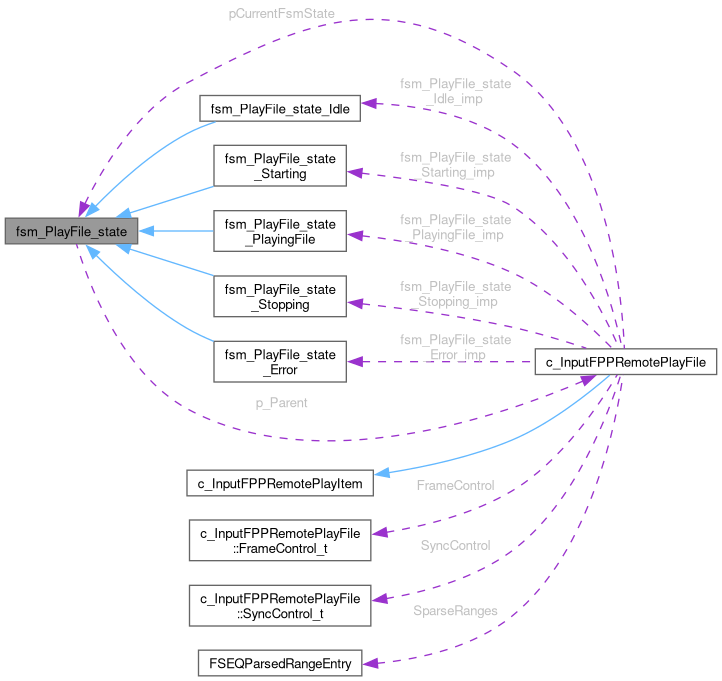 pCurrentFsmState
fsm_PlayFile_state
_Idle_imp
fsm_PlayFile_state_Idle
fsm_PlayFile_state
_Starting
fsm_PlayFile_state
Starting_imp
fsm_PlayFile_state
fsm_PlayFile_state
_PlayingFile
fsm_PlayFile_state
PlayingFile_imp
fsm_PlayFile_state
_Stopping
fsm_PlayFile_state
Stopping_imp
fsm_PlayFile_state
_Error
fsm_PlayFile_state
_Error_imp
c_InputFPPRemotePlayFile
p_Parent
c_InputFPPRemotePlayItem
FrameControl
c_InputFPPRemotePlayFile
::FrameControl_t
SyncControl
c_InputFPPRemotePlayFile
::SyncControl_t
SparseRanges
FSEQParsedRangeEntry